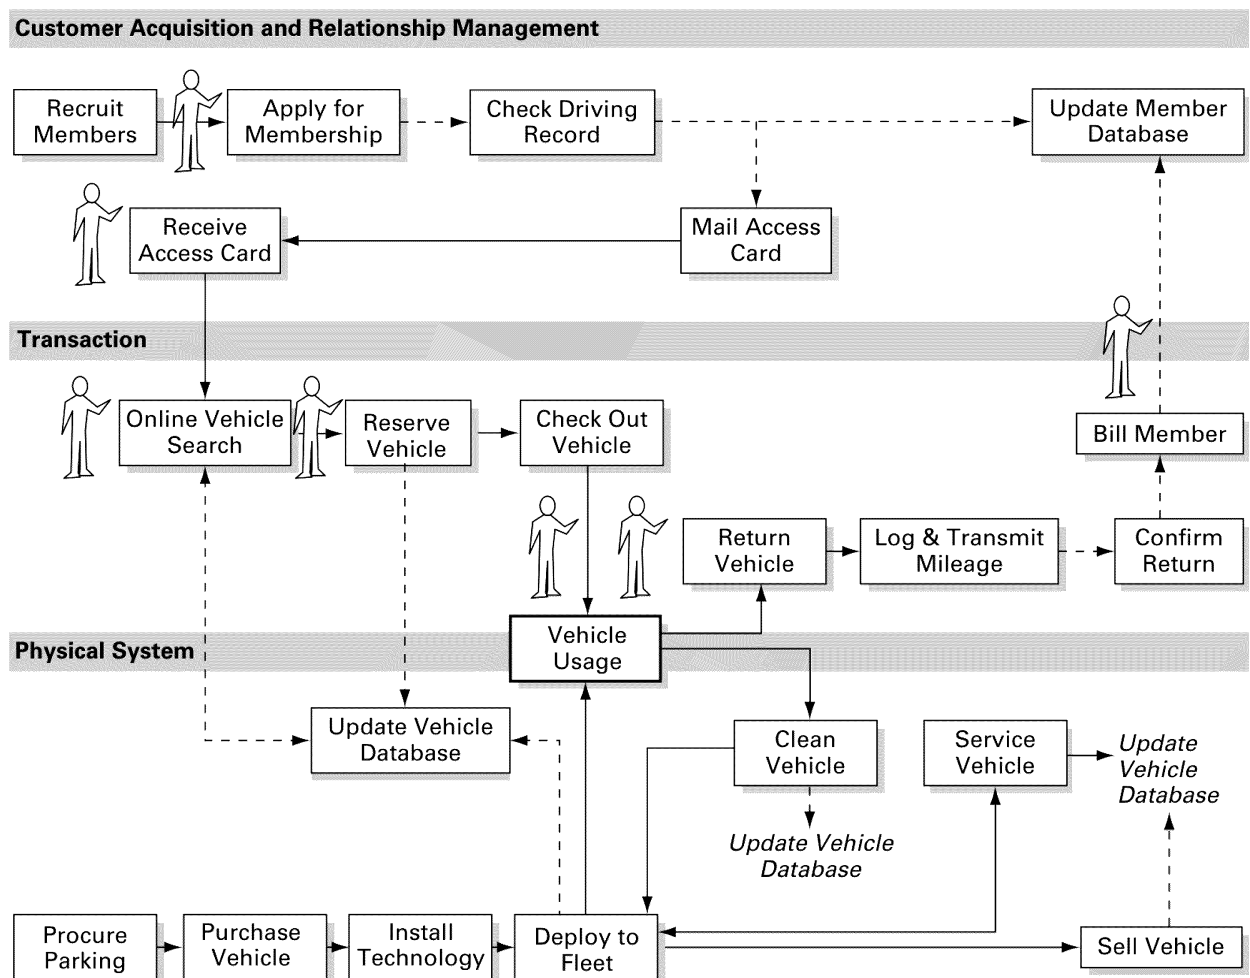 Customer Acquisition and Relationship Management
Recruit
Members
Apply for
Membership
Check Driving
Record
Update Member
Database
Receive
Access Card
Mail Access
Card
Transaction
Online Vehicle
Search
Reserve
Vehicle
Check Out
Vehicle
Bill Member
Return
Vehicle
Log & Transmit
Mileage
Confirm
Return
Physical System
Vehicle
Usage
Update Vehicle
Database
Clean
Vehicle
Service
Vehicle
Update
Vehicle
Database
Update Vehicle
Database
Procure
Parking
Purchase
Vehicle
Install
Technology
Deploy to
Fleet
Sell Vehicle